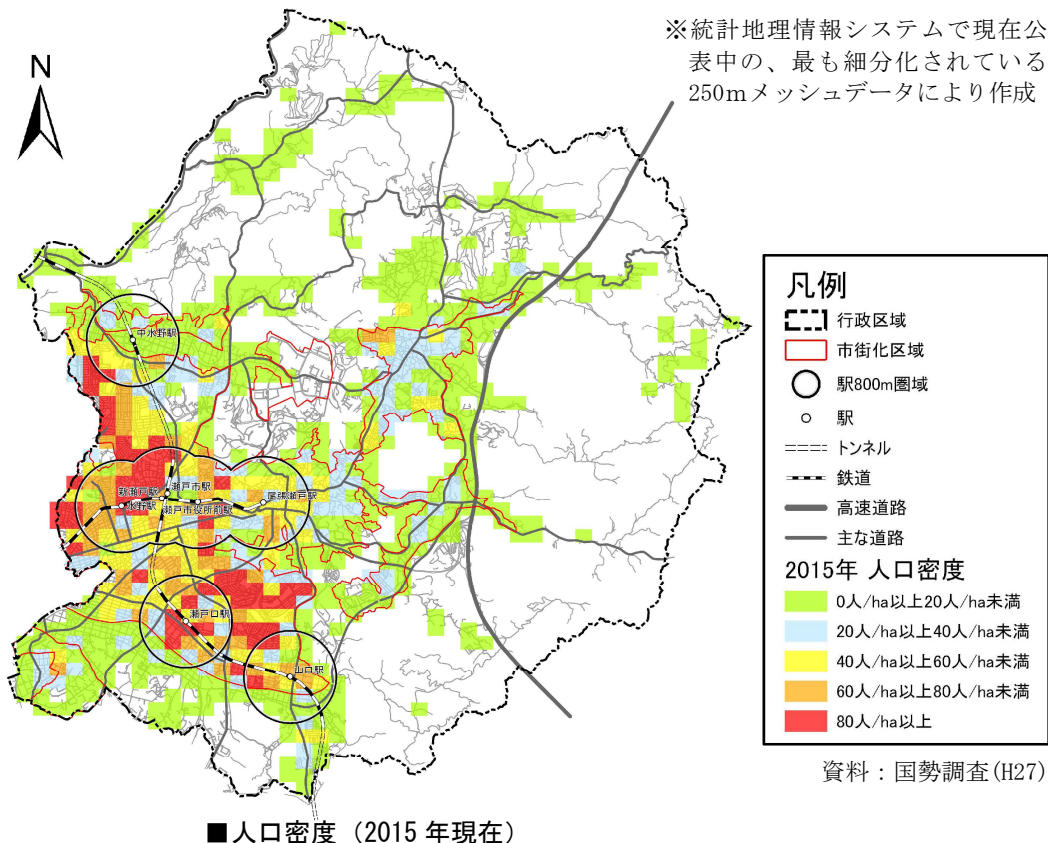 ※統計地理情報システムで現在公
表中の、最も細分化されている
250mメッシュデータにより作成
N
中水野駅
新瀬戸駅
瀬戸市駅
水野駅
瀬戸市役所前駅
尾張瀬戸駅
瀬戸口駅
山口駅
凡例
行政区域
市街化区域
駅800m圏域
駅
トンネル
鉄道
高速道路
主な道路
2015年 人口密度
0人/ha以上20人/ha未満
20人/ha以上40人/ha未満
40人/ha以上60人/ha未満
60人/ha以上80人/ha未満
80人/ha以上
資料：国勢調査(H27)
■人口密度（2015 年現在）